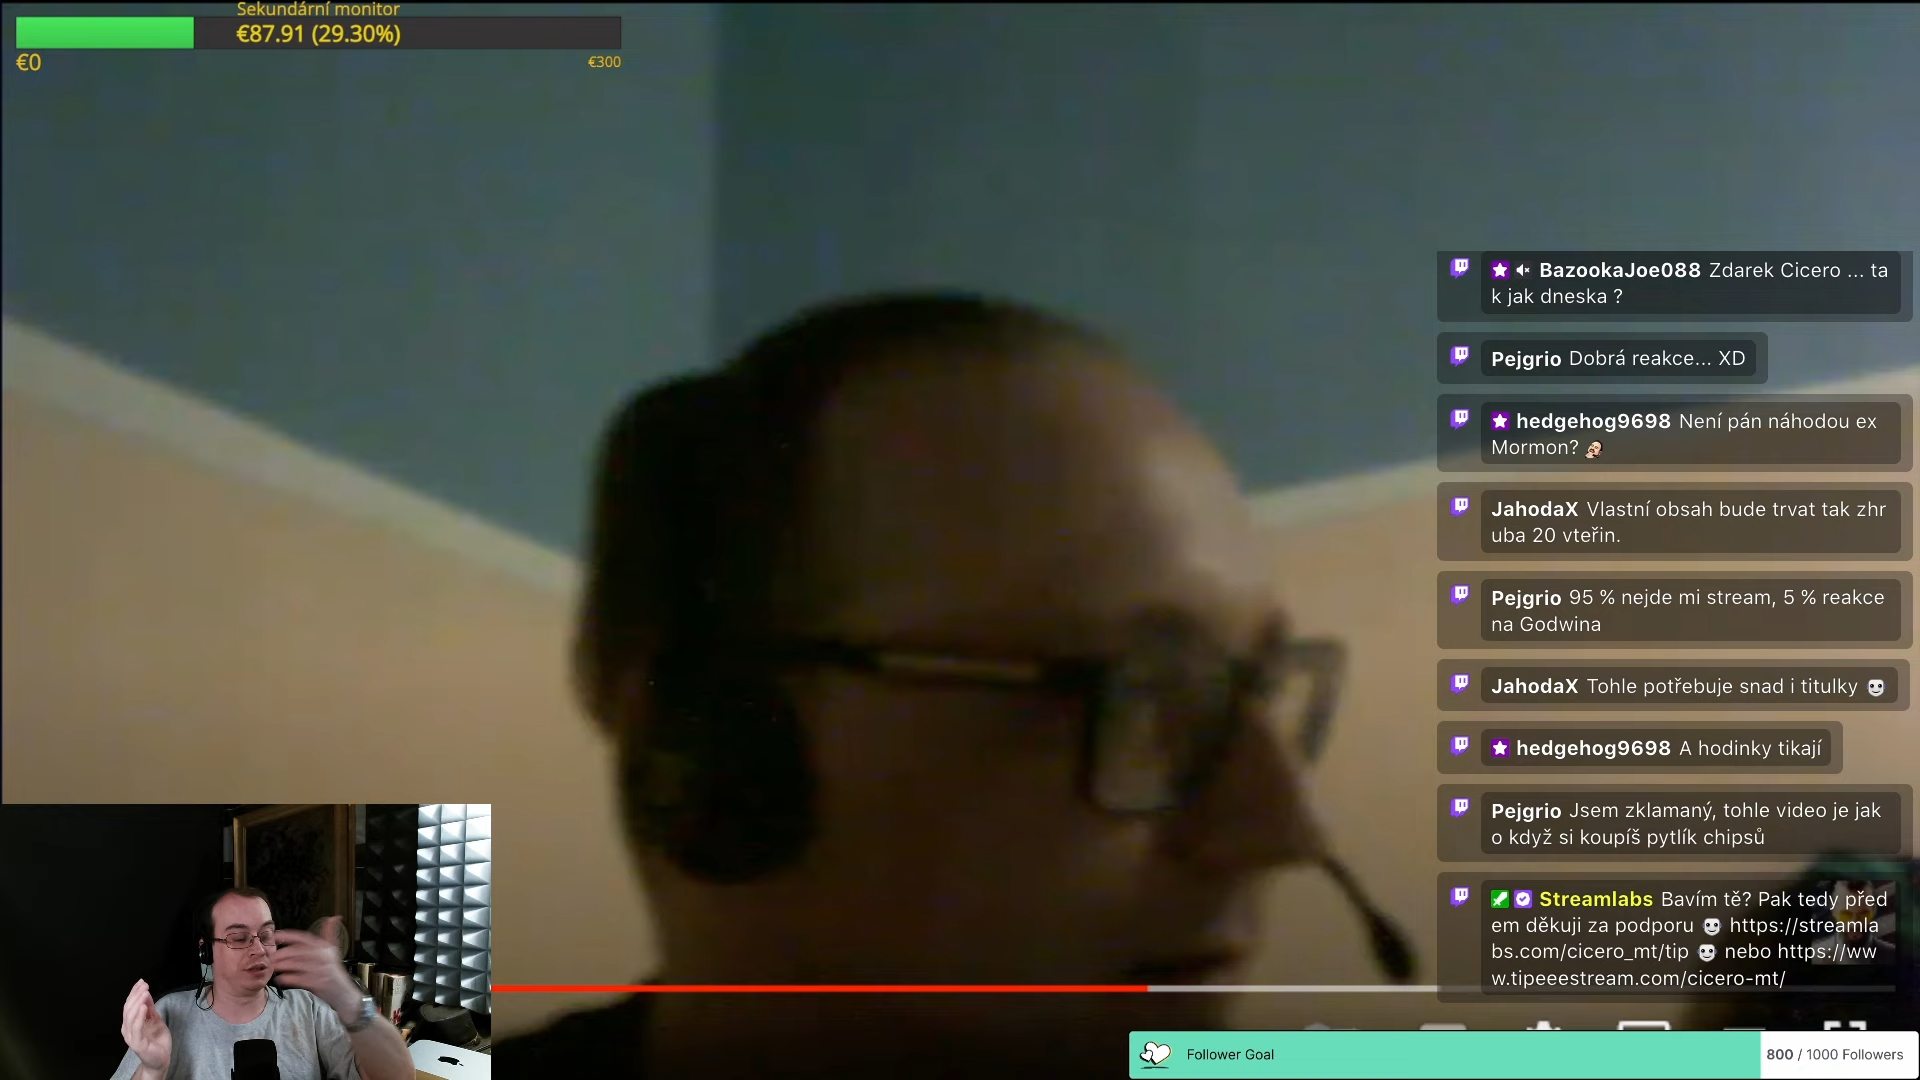 Sekundární monitor
€87.91 (29.30%)
€0
€300
BazookaJoe088 Zdarek Cicero ... ta
k jak dneska ?
Pejgrio Dobrá reakce... XD
hedgehog9698 Není pán náhodou ex
Mormon?
JahodaX Vlastní obsah bude trvat tak zhr
uba 20 vteřin.
Pejgrio 95 % nejde mi stream, 5 % reakce
na Godwina
JahodaX Tohle potřebuje snad i titulky
hedgehog9698 A hodinky tikají
Pejgrio Jsem zklamaný, tohle video je jak
o když si koupíš pytlík chipsů
Streamlabs Bavím tě? Pak tedy před
em děkuji za podporu https://streamla
bs.com/cicero_mt/tip nebo https://ww
w.tipeeestream.com/cicero-mt/
Follower Goal
800 / 1000 Followers